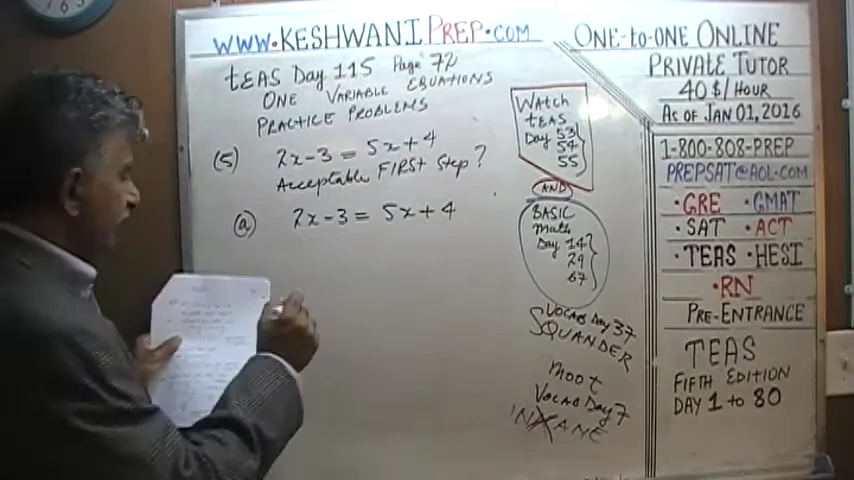 WWW.KESHWANIPREP.COM
TEAS Day 115 Page 72
ONE VARIABLE EQUATIONS
PRACTICE PROBLEMS
(5) 2x-3 = 5x+4
Acceptable FIRST Step?
(a) 2x-3 = 5x+4
Watch
TEAS
Day 53
54
55
AND
BASIC
Math
Day 14
29
67
VOCAB Day 37
SQUANDER
Moot
Vocab Day 7
INANE
ONE-to-ONE ONLINE
PRIVATE TUTOR
40 $/HOUR
AS OF JAN 01, 2016
1-800-808-PREP
PREPSAT@AOL.COM
·GRE ·GMAT
·SAT ·ACT
·TEAS ·HESI
·RN
PRE-ENTRANCE
TEAS
FIFTH EDITION
DAY 1 to 80